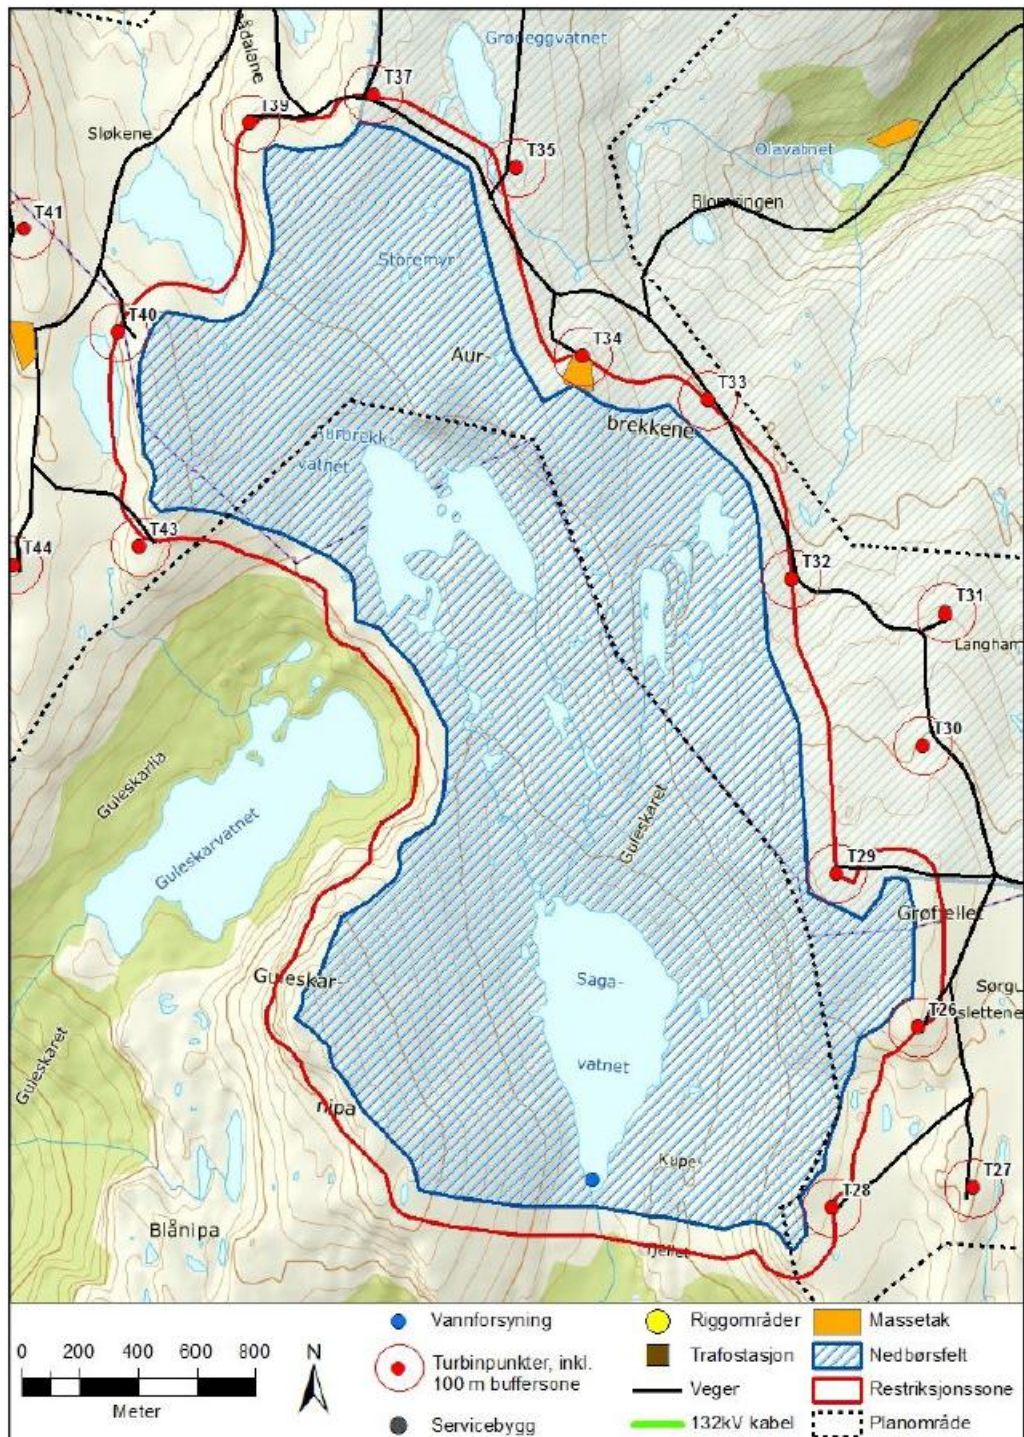 Grøneggvatnet
T37
T39
Sløkene
T35
Olavatnet
T41
Storemyr
T40
T34
Aur-
T33
brekkene
vatnet
T43
T44
T32
T31
Langham
T30
Guleskarlia
Guleskaret
Guleskarvatnet
T29
Grøfjellet
Guleskar-
Saga-
Sørgu
T26
slettene
vatnet
Guleskaret
nipa
Kupe-
T27
T28
Blånipa
fjellet
0 200 400 600 800
Meter
N
Vannforsyning
Turbinpunkter, inkl.
100 m buffersone
Servicebygg
Riggområder
Trafostasjon
Veger
132kV kabel
Massetak
Nedbørsfelt
Restriksjonssone
Planområde